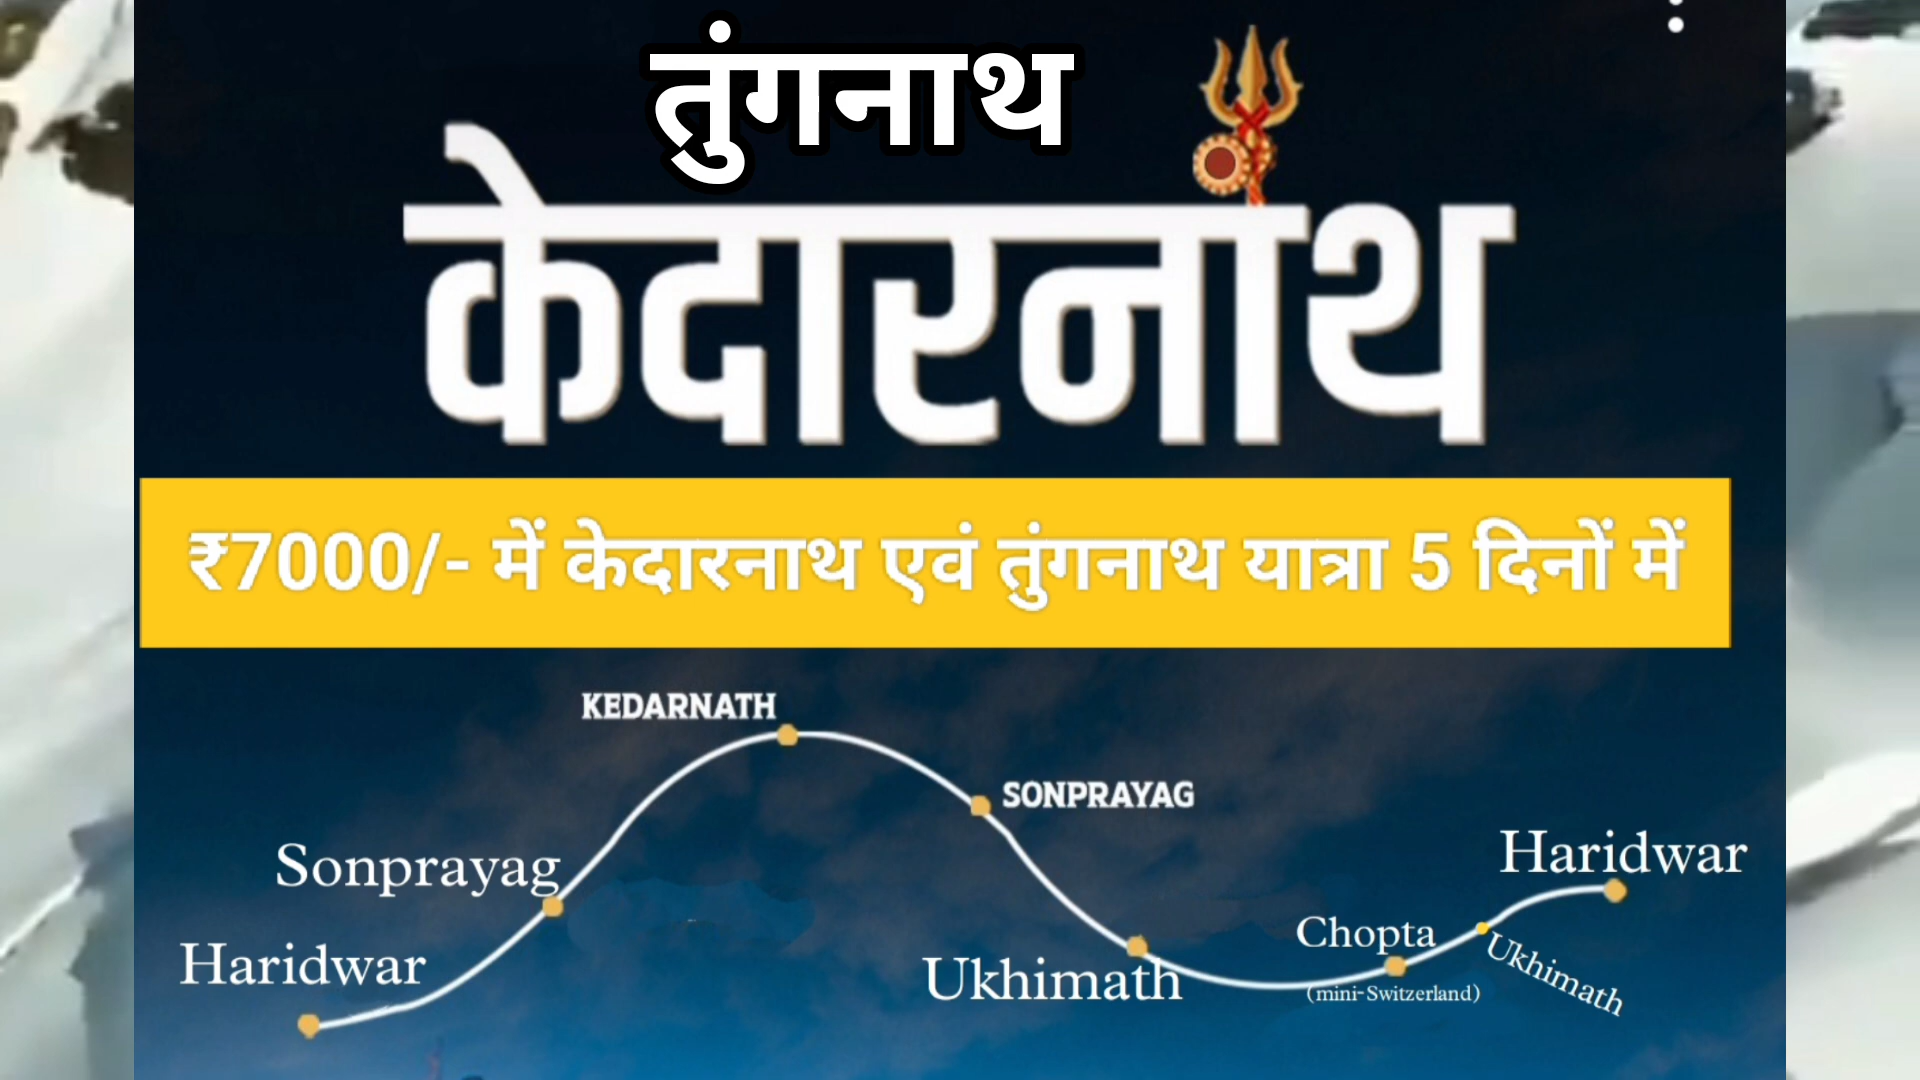 तुंगनाथ
केदारनाथ
₹7000/- में केदारनाथ एवं तुंगनाथ यात्रा 5 दिनों में
KEDARNATH
SONPRAYAG
Sonprayag
Haridwar
Haridwar
Chopta
Ukhimath
(mini-Switzerland)
Ukhimath